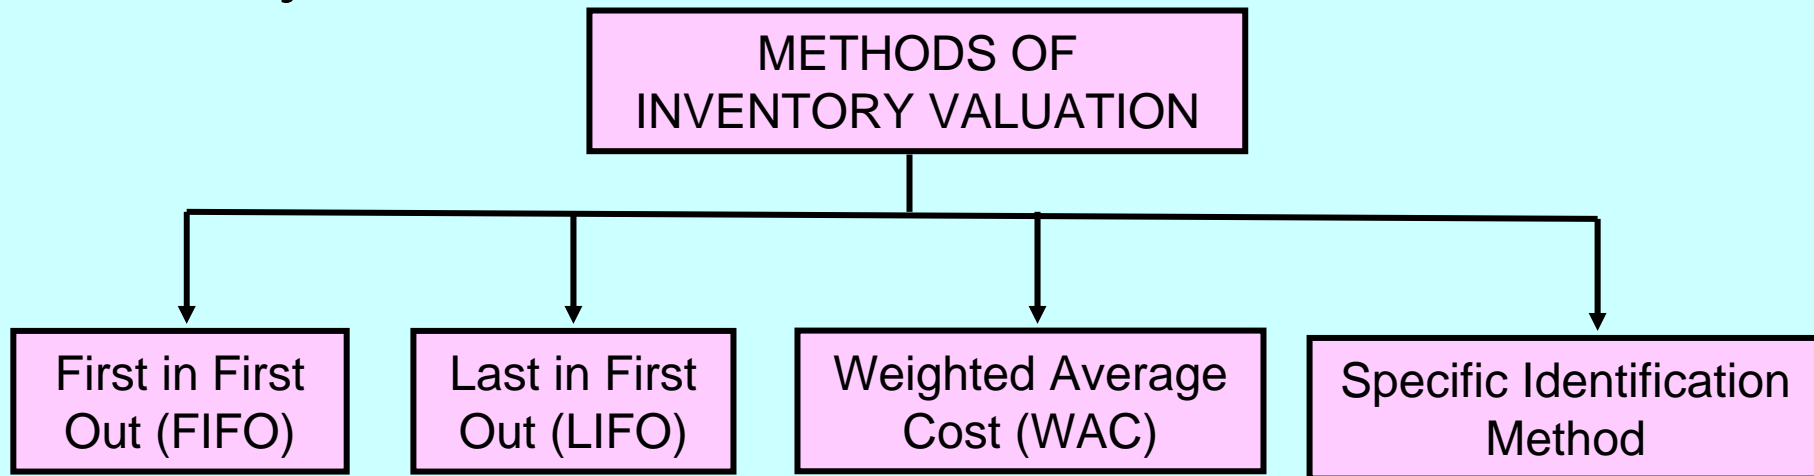 METHODS OF
INVENTORY VALUATION
First in First
Out (FIFO)
Last in First
Out (LIFO)
Weighted Average
Cost (WAC)
Specific Identification
Method